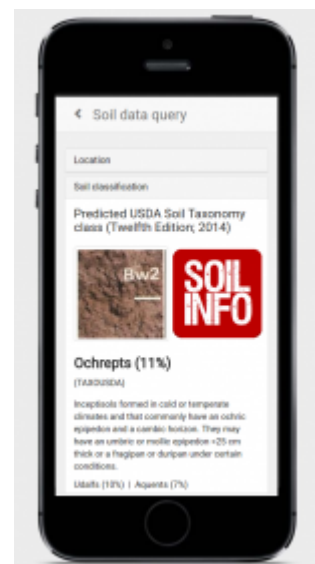 Soil data query
Location
Soil classification
Predicted USDA Soil Taxonomy
class (Twelfth Edition; 2014)
Bw2
SOIL
INFO
Ochrepts (11%)
(TAXOUSDA)
Inceptisols formed in cold or temperate
climates and that commonly have an ochric
epipedon and a cambic horizon. They may
have an umbric or mollic epipedon <25 cm
thick or a fragipan or duripan under certain
conditions.
Udalfs (10%) | Aquents (7%)